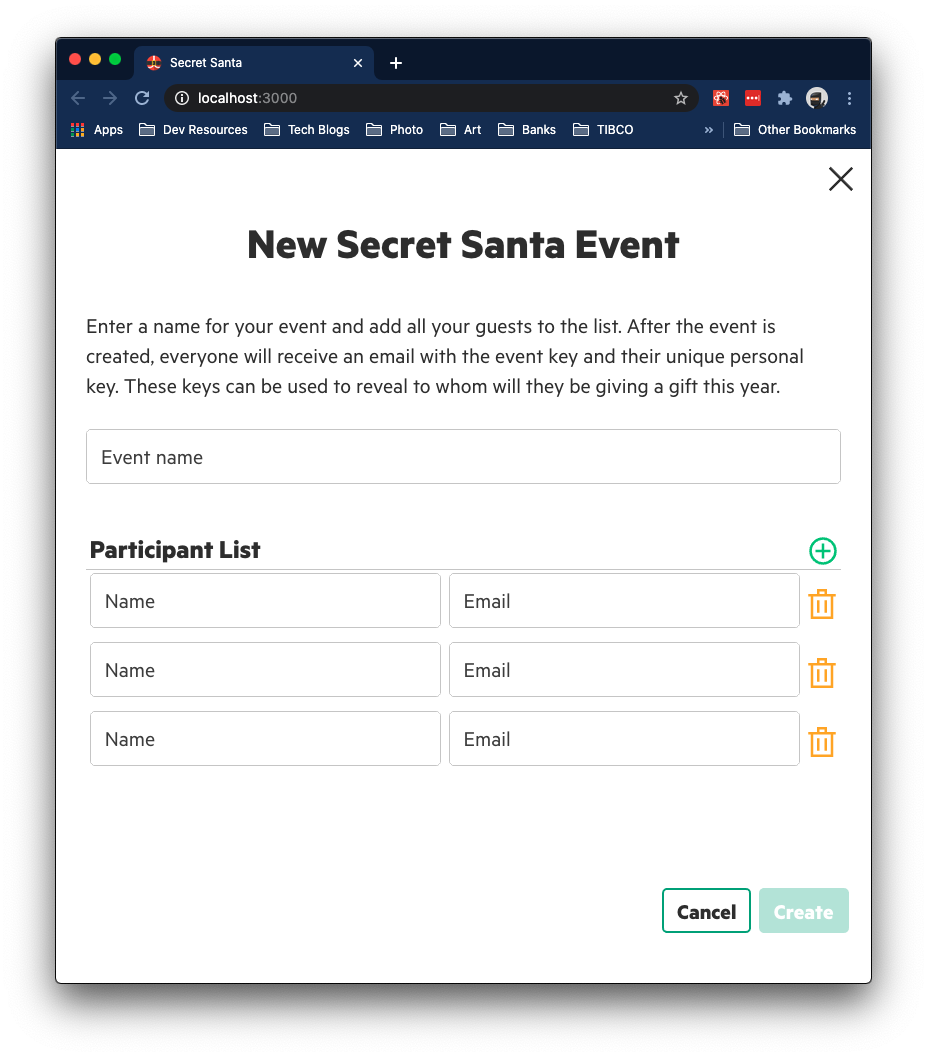 Secret Santa
localhost:3000
Apps Dev Resources Tech Blogs Photo Art Banks TIBCO » Other Bookmarks
New Secret Santa Event
Enter a name for your event and add all your guests to the list. After the event is
created, everyone will receive an email with the event key and their unique personal
key. These keys can be used to reveal to whom will they be giving a gift this year.
Event name
Participant List
Name Email
Name Email
Name Email
Cancel Create